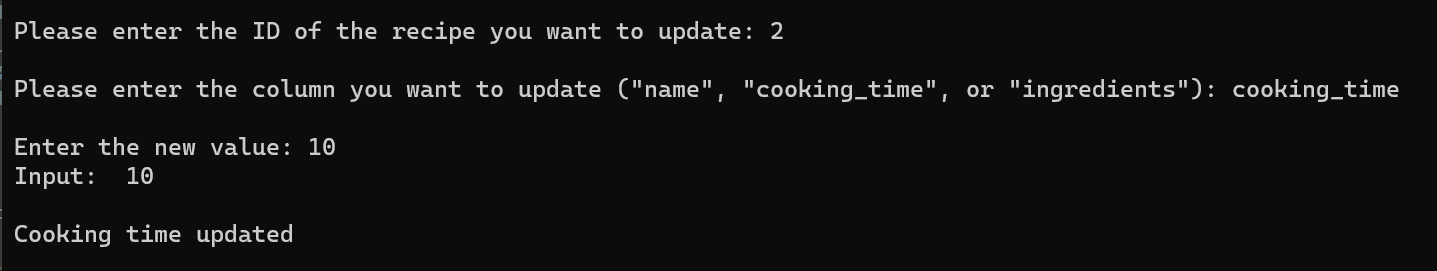 Please enter the ID of the recipe you want to update: 2
Please enter the column you want to update ("name", "cooking_time", or "ingredients"): cooking_time
Enter the new value: 10
Input:  10
Cooking time updated